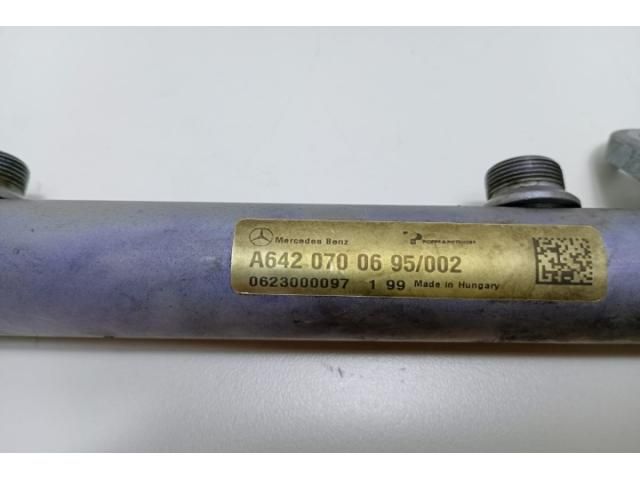 Mercedes Benz
A642 070 06 95/002
0623000097 1 99 Made in Hungary